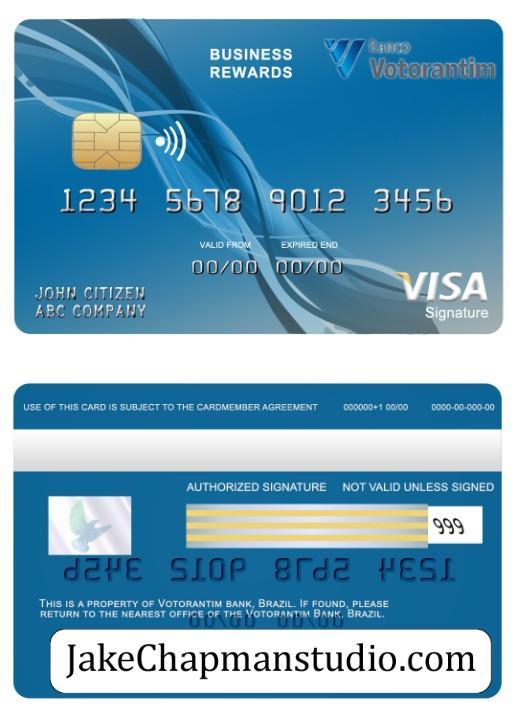 BUSINESS
REWARDS
Banco
Votorantim
1234 5678 9012 3456
VALID FROM EXPIRED END
00/00 00/00
JOHN CITIZEN
ABC COMPANY
VISA
Signature
USE OF THIS CARD IS SUBJECT TO THE CARDMEMBER AGREEMENT 000000+1 00/00 0000-00-000-00
AUTHORIZED SIGNATURE NOT VALID UNLESS SIGNED
999
THIS IS A PROPERTY OF VOTORANTIM BANK, BRAZIL. IF FOUND, PLEASE
RETURN TO THE NEAREST OFFICE OF THE VOTORANTIM BANK, BRAZIL.
JakeChapmanstudio.com